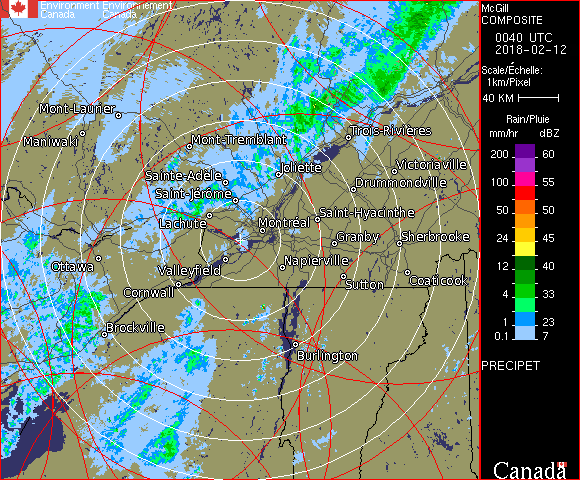 Environment Environnement
Canada Canada
Mont-Laurier
Maniwaki
Mont-Tremblant
Trois-Rivières
Sainte-Adèle
Joliette
Victoriaville
Saint-Jérôme
Drummondville
Lachute
Montréal
Saint-Hyacinthe
Granby
Sherbrooke
Ottawa
Valleyfield
Napierville
Cornwall
Sutton
Coaticook
Brockville
Burlington
McGill
COMPOSITE
0040 UTC
2018-02-12
Scale/Échelle:
1km/Pixel
40 KM
Rain/Pluie
mm/hr dBZ
200 60
100 55
50 50
24 45
12 40
4 33
1 23
0.1 7
PRECIPET
Canada